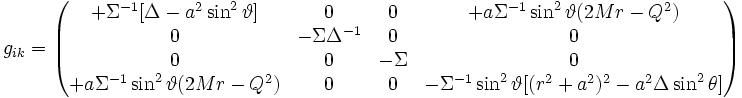 g_{ik} = \begin{pmatrix} +\Sigma^{-1}[\Delta - a^2 \sin^2 \vartheta] & 0 & 0 & +a\Sigma^{-1} \sin^2 \vartheta(2Mr - Q^2) \\
0 & -\Sigma\Delta^{-1} & 0 & 0 \\
0 & 0 & -\Sigma & 0 \\
+a\Sigma^{-1} \sin^2 \vartheta(2Mr - Q^2) & 0 & 0 & -\Sigma^{-1} \sin^2 \vartheta[(r^2 + a^2)^2 - a^2 \Delta \sin^2 \theta] \end{pmatrix}